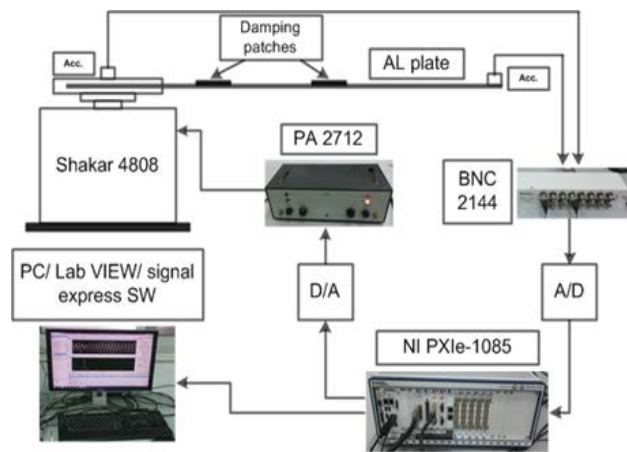 Damping
patches
Acc.
AL plate
Acc.
PA 2712
Shakar 4808
BNC
2144
PC/ Lab VIEW/ signal
express SW
D/A
A/D
NI PXIe-1085